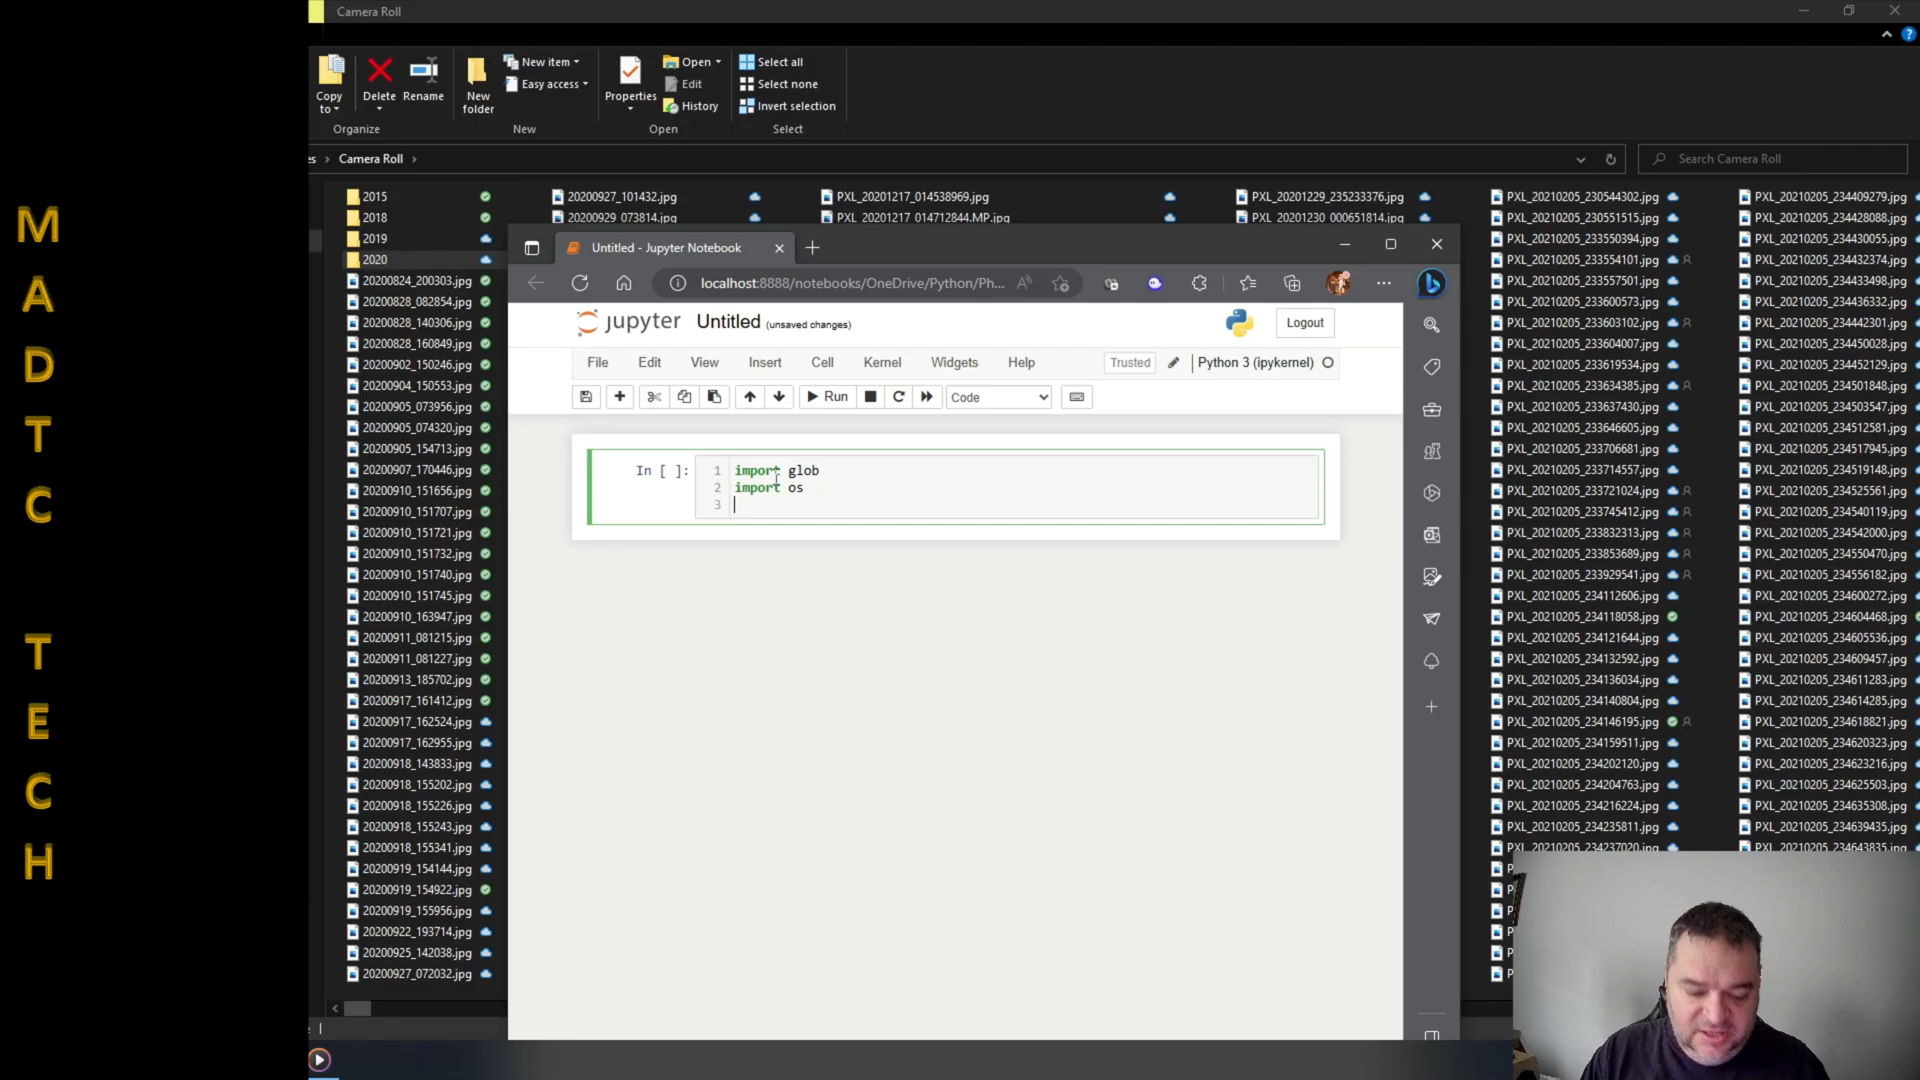 MADTC TECH
Camera Roll
Copy to
Delete
Rename
New folder
New item
Easy access
Properties
Open
Edit
History
Select all
Select none
Invert selection
Organize
New
Open
Select
es > Camera Roll >
Search Camera Roll
2015
2018
2019
2020
20200824_200303.jpg
20200828_082854.jpg
20200828_140306.jpg
20200828_160849.jpg
20200902_150246.jpg
20200904_150553.jpg
20200905_073956.jpg
20200905_074320.jpg
20200905_154713.jpg
20200907_170446.jpg
20200910_151656.jpg
20200910_151707.jpg
20200910_151721.jpg
20200910_151732.jpg
20200910_151740.jpg
20200910_151745.jpg
20200910_163947.jpg
20200911_081215.jpg
20200911_081227.jpg
20200913_185702.jpg
20200917_161412.jpg
20200917_162524.jpg
20200917_162955.jpg
20200918_143833.jpg
20200918_155202.jpg
20200918_155226.jpg
20200918_155243.jpg
20200918_155341.jpg
20200919_154144.jpg
20200919_154922.jpg
20200919_155956.jpg
20200922_193714.jpg
20200925_142038.jpg
20200927_072032.jpg
20200927_101432.jpg
20200929_073814.jpg
PXL_20201217_014538969.jpg
PXL_20201217_014712844.MP.jpg
PXL_20201229_235233376.jpg
PXL_20201230_000651814.jpg
Untitled - Jupyter Notebook
localhost:8888/notebooks/OneDrive/Python/Ph...
jupyter Untitled (unsaved changes)
Logout
File Edit View Insert Cell Kernel Widgets Help
Trusted
Python 3 (ipykernel)
Run
Code
In [ ]:
1 import glob
2 import os
3
PXL_20210205_230544302.jpg
PXL_20210205_230551515.jpg
PXL_20210205_233550394.jpg
PXL_20210205_233554101.jpg
PXL_20210205_233557501.jpg
PXL_20210205_233600573.jpg
PXL_20210205_233603102.jpg
PXL_20210205_233604007.jpg
PXL_20210205_233619534.jpg
PXL_20210205_233634385.jpg
PXL_20210205_233637430.jpg
PXL_20210205_233646605.jpg
PXL_20210205_233706681.jpg
PXL_20210205_233714557.jpg
PXL_20210205_233721024.jpg
PXL_20210205_233745412.jpg
PXL_20210205_233832313.jpg
PXL_20210205_233853689.jpg
PXL_20210205_233929541.jpg
PXL_20210205_234112606.jpg
PXL_20210205_234118058.jpg
PXL_20210205_234121644.jpg
PXL_20210205_234132592.jpg
PXL_20210205_234136034.jpg
PXL_20210205_234140804.jpg
PXL_20210205_234146195.jpg
PXL_20210205_234159511.jpg
PXL_20210205_234202120.jpg
PXL_20210205_234204763.jpg
PXL_20210205_234216224.jpg
PXL_20210205_234235811.jpg
PXL_20210205_234237020.jpg
PXL_20210205_234409279.jpg
PXL_20210205_234428088.jpg
PXL_20210205_234430055.jpg
PXL_20210205_234432374.jpg
PXL_20210205_234433498.jpg
PXL_20210205_234436332.jpg
PXL_20210205_234442301.jpg
PXL_20210205_234450028.jpg
PXL_20210205_234452129.jpg
PXL_20210205_234501848.jpg
PXL_20210205_234503547.jpg
PXL_20210205_234512581.jpg
PXL_20210205_234517945.jpg
PXL_20210205_234519148.jpg
PXL_20210205_234525561.jpg
PXL_20210205_234540119.jpg
PXL_20210205_234542000.jpg
PXL_20210205_234550470.jpg
PXL_20210205_234556182.jpg
PXL_20210205_234600272.jpg
PXL_20210205_234604468.jpg
PXL_20210205_234605536.jpg
PXL_20210205_234609457.jpg
PXL_20210205_234611283.jpg
PXL_20210205_234614285.jpg
PXL_20210205_234618821.jpg
PXL_20210205_234620323.jpg
PXL_20210205_234623216.jpg
PXL_20210205_234625503.jpg
PXL_20210205_234635308.jpg
PXL_20210205_234639435.jpg
PXL_20210205_234643835.jpg